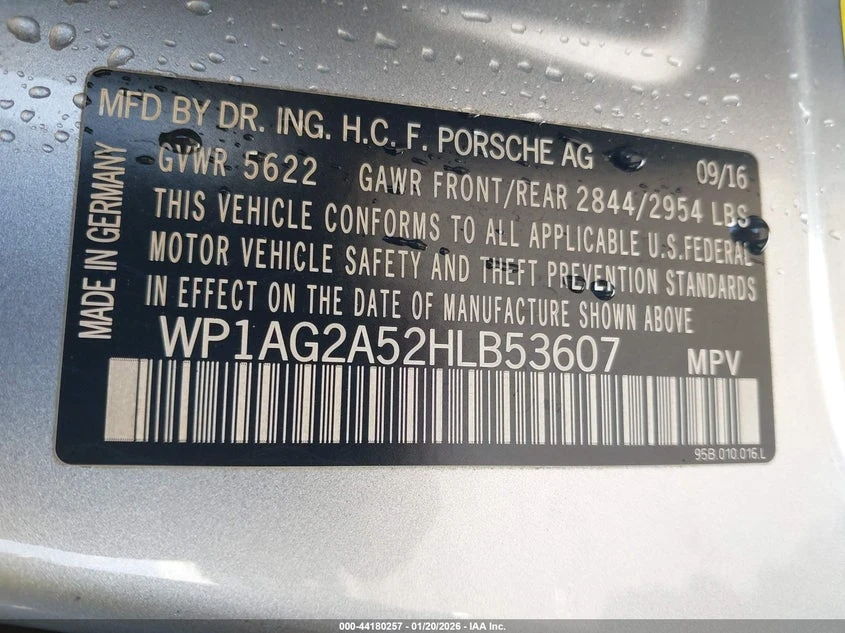 MFD BY DR. ING. H.C. F. PORSCHE AG 09/16
GVWR 5622 GAWR FRONT/REAR 2844/2954 LBS
THIS VEHICLE CONFORMS TO ALL APPLICABLE U.S.FEDERAL
MOTOR VEHICLE SAFETY AND THEFT PREVENTION STANDARDS
IN EFFECT ON THE DATE OF MANUFACTURE SHOWN ABOVE
WP1AG2A52HLB53607 MPV
95B.010.016.L
MADE IN GERMANY
000-44180257 - 01/20/2026 - IAA Inc.